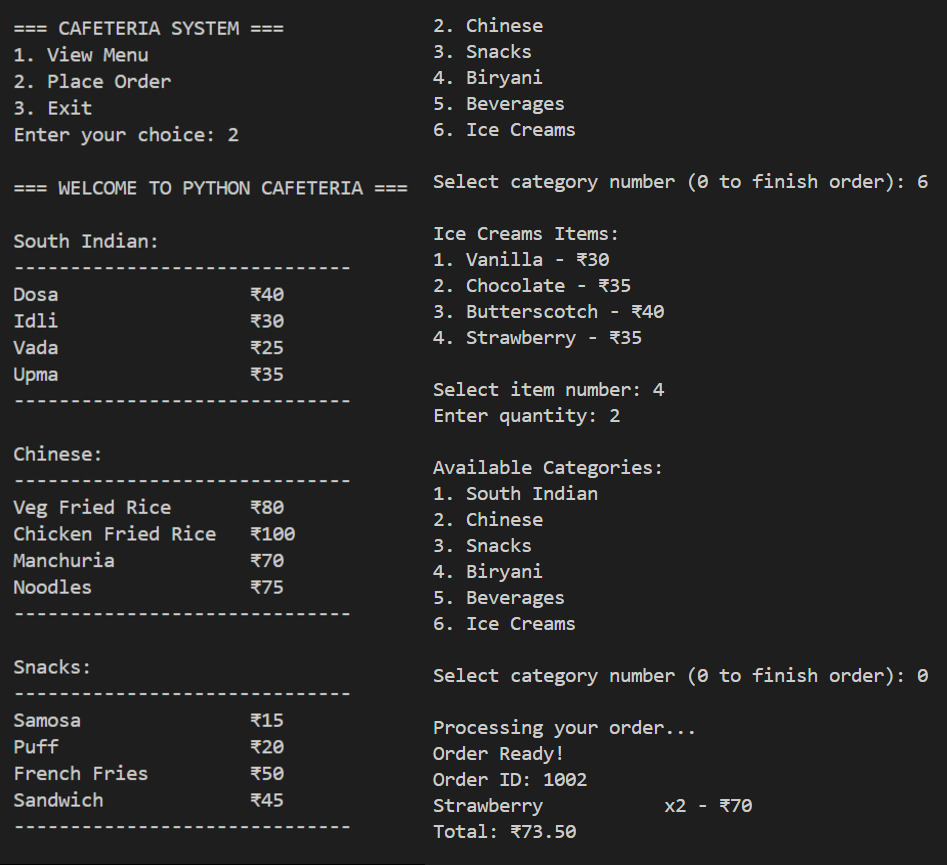 === CAFETERIA SYSTEM ===
1. View Menu
2. Place Order
3. Exit
Enter your choice: 2
=== WELCOME TO PYTHON CAFETERIA ===
South Indian:
------------------------------
Dosa                 ₹40
Idli                 ₹30
Vada                 ₹25
Upma                 ₹35
------------------------------
Chinese:
------------------------------
Veg Fried Rice       ₹80
Chicken Fried Rice   ₹100
Manchuria            ₹70
Noodles              ₹75
------------------------------
Snacks:
------------------------------
Samosa               ₹15
Puff                 ₹20
French Fries         ₹50
Sandwich             ₹45
------------------------------
2. Chinese
3. Snacks
4. Biryani
5. Beverages
6. Ice Creams
Select category number (0 to finish order): 6
Ice Creams Items:
1. Vanilla - ₹30
2. Chocolate - ₹35
3. Butterscotch - ₹40
4. Strawberry - ₹35
Select item number: 4
Enter quantity: 2
Available Categories:
1. South Indian
2. Chinese
3. Snacks
4. Biryani
5. Beverages
6. Ice Creams
Select category number (0 to finish order): 0
Processing your order...
Order Ready!
Order ID: 1002
Strawberry           x2 - ₹70
Total: ₹73.50